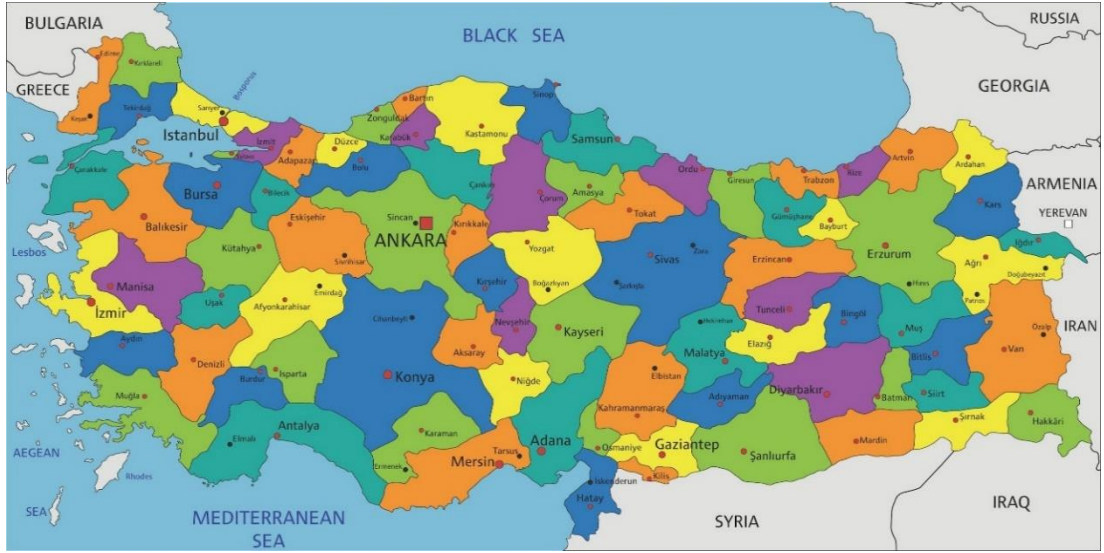 BULGARIA
BLACK SEA
RUSSIA
GEORGIA
GREECE
Edirne
Kırklareli
Keşan
Tekirdağ
Sarıyer
Bosporus
Istanbul
İzmit
Adapazarı
Düzce
Bolu
Zonguldak
Bartın
Karabük
Kastamonu
Sinop
Samsun
Çankırı
Çorum
Amasya
Ordu
Giresun
Trabzon
Rize
Artvin
Ardahan
ARMENIA
YEREVAN
Kars
Iğdır
Çanakkale
Bursa
Bilecik
Balıkesir
Eskişehir
Sivrihisar
Sincan
ANKARA
Kırıkkale
Yozgat
Boğazlıyan
Tokat
Sivas
Zara
Şarkışla
Gümüşhane
Bayburt
Erzincan
Erzurum
Hınıs
Ağrı
Doğubeyazıt
Patnos
Lesbos
Manisa
İzmir
Kütahya
Uşak
Afyonkarahisar
Emirdağ
Cihanbeyli
Kırşehir
Nevşehir
Kayseri
Hekimhan
Malatya
Tunceli
Elazığ
Bingöl
Muş
Bitlis
Van
Özalp
IRAN
Aydın
Denizli
Burdur
Isparta
Konya
Aksaray
Niğde
Elbistan
Kahramanmaraş
Adıyaman
Diyarbakır
Batman
Siirt
Şırnak
Hakkâri
Muğla
Elmalı
Antalya
Karaman
Ermenek
Mersin
Tarsus
Adana
Osmaniye
Gaziantep
Kilis
Şanlıurfa
Mardin
İskenderun
Hatay
AEGEAN
SEA
Rhodes
MEDITERRANEAN
SEA
SYRIA
IRAQ